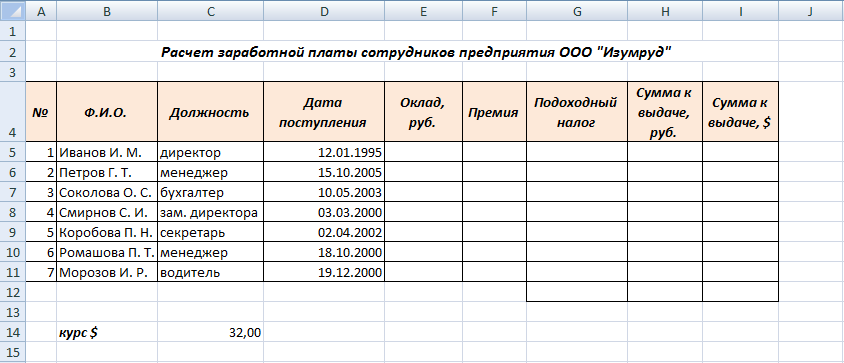 A B C D E F G H I J
1
2 Расчет заработной платы сотрудников предприятия ООО "Изумруд"
3
4 № Ф.И.О. Должность Дата поступления Оклад, руб. Премия Подоходный налог Сумма к выдаче, руб. Сумма к выдаче, $
5 1 Иванов И. М. директор 12.01.1995
6 2 Петров Г. Т. менеджер 15.10.2005
7 3 Соколова О. С. бухгалтер 10.05.2003
8 4 Смирнов С. И. зам. директора 03.03.2000
9 5 Коробова П. Н. секретарь 02.04.2002
10 6 Ромашова П. Т. менеджер 18.10.2000
11 7 Морозов И. Р. водитель 19.12.2000
12
13
14 курс $ 32,00
15